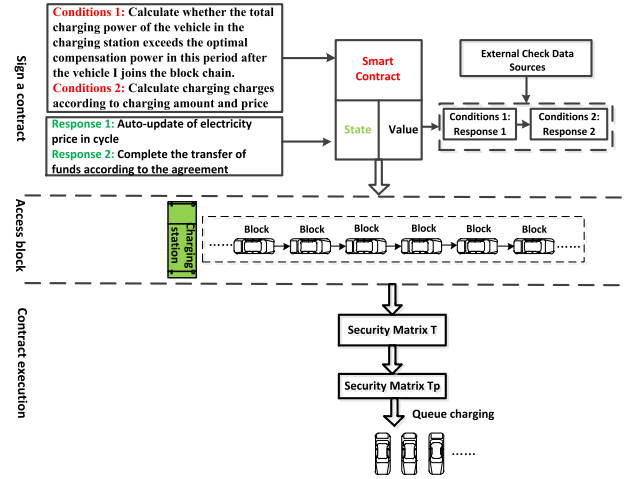 Sign a contract
Conditions 1: Calculate whether the total
charging power of the vehicle in the
charging station exceeds the optimal
compensation power in this period after
the vehicle I joins the block chain.
Conditions 2: Calculate charging charges
according to charging amount and price
Response 1: Auto-update of electricity
price in cycle
Response 2: Complete the transfer of
funds according to the agreement
Smart
Contract
State
Value
External Check Data
Sources
Conditions 1:
Response 1
Conditions 2:
Response 2
Access block
Charging
station
Block
Block
Block
Block
Block
Block
......
......
Contract execution
Security Matrix T
Security Matrix Tp
Queue charging
......